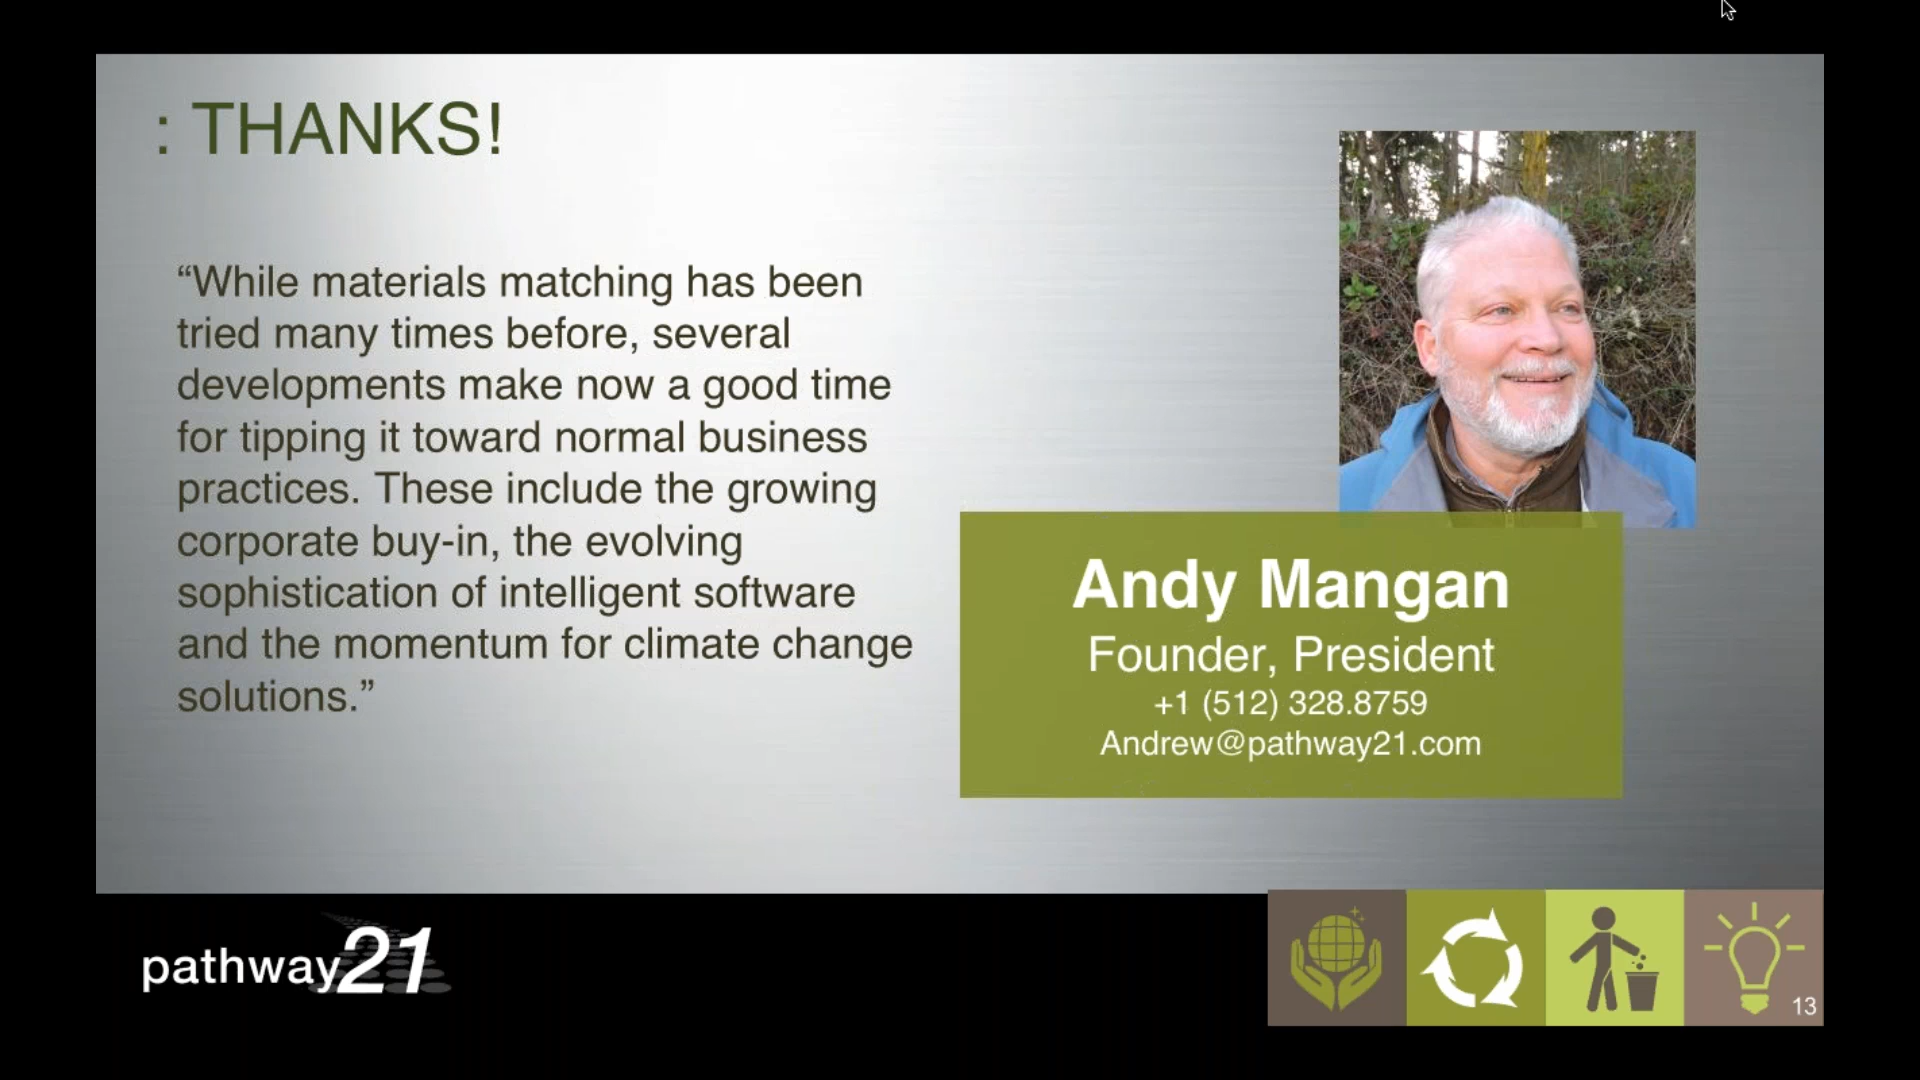 : THANKS!
“While materials matching has been
tried many times before, several
developments make now a good time
for tipping it toward normal business
practices. These include the growing
corporate buy-in, the evolving
sophistication of intelligent software
and the momentum for climate change
solutions.”
Andy Mangan
Founder, President
+1 (512) 328.8759
Andrew@pathway21.com
pathway21
13